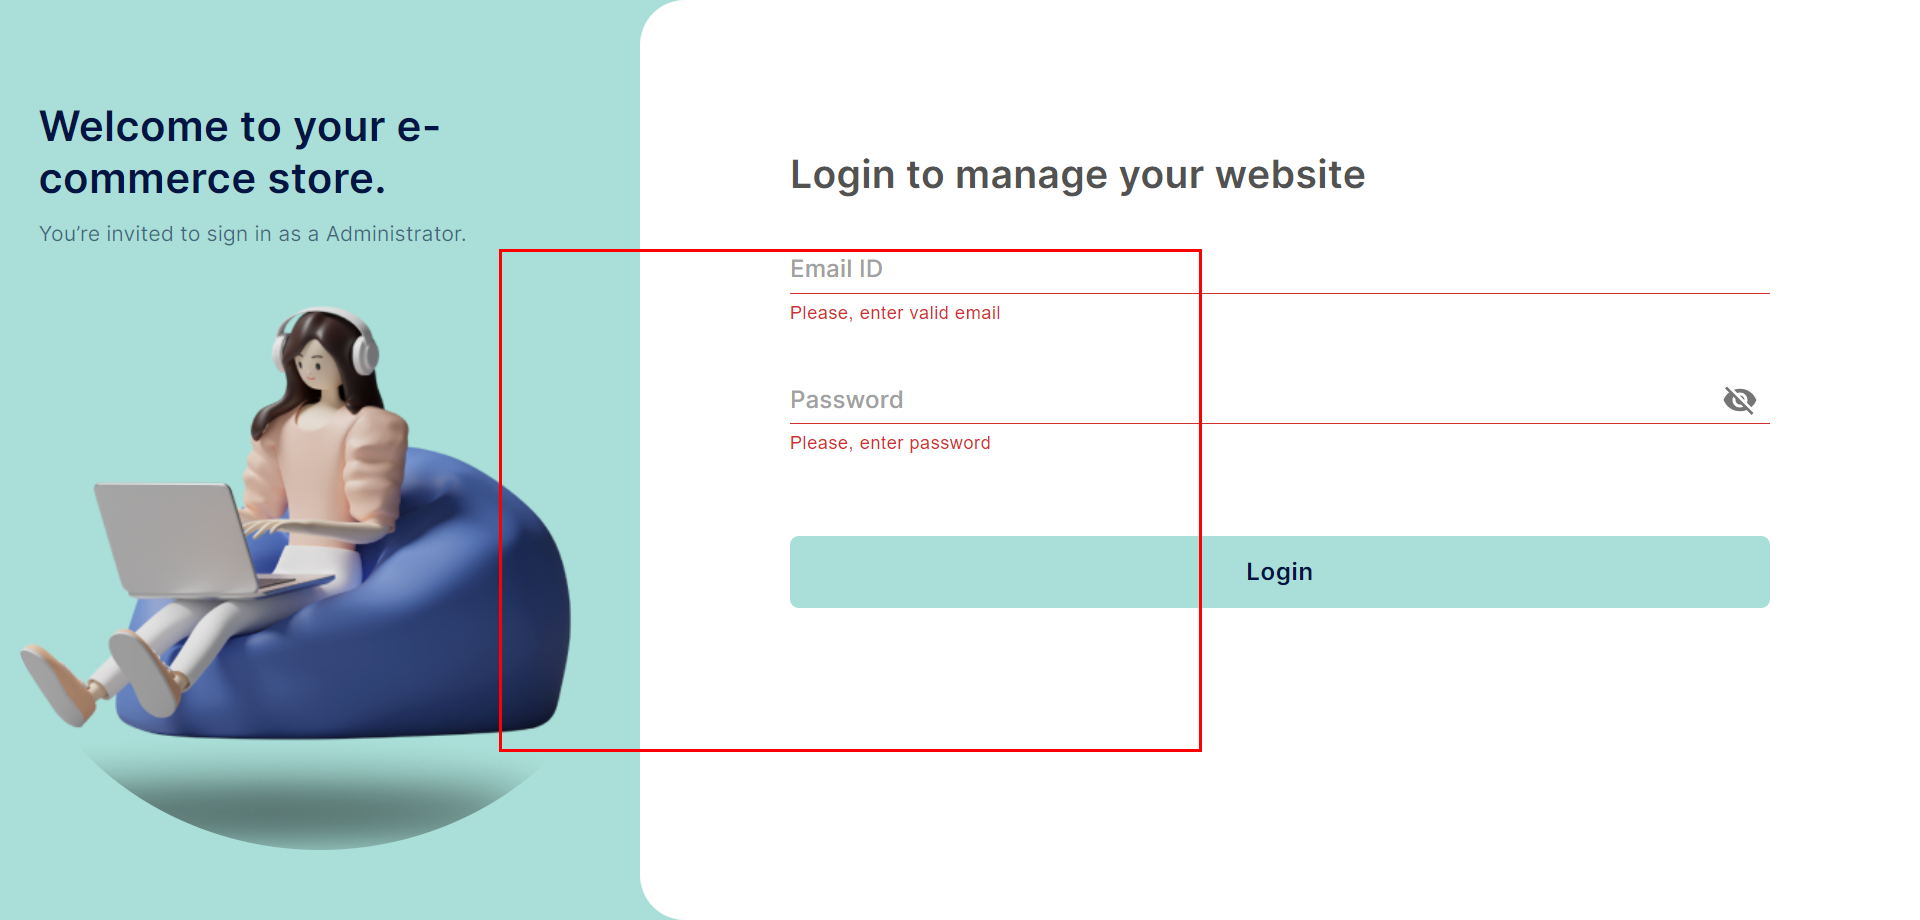 Welcome to your e-
commerce store.
You’re invited to sign in as a Administrator.
Login to manage your website
Email ID
Please, enter valid email
Password
Please, enter password
Login